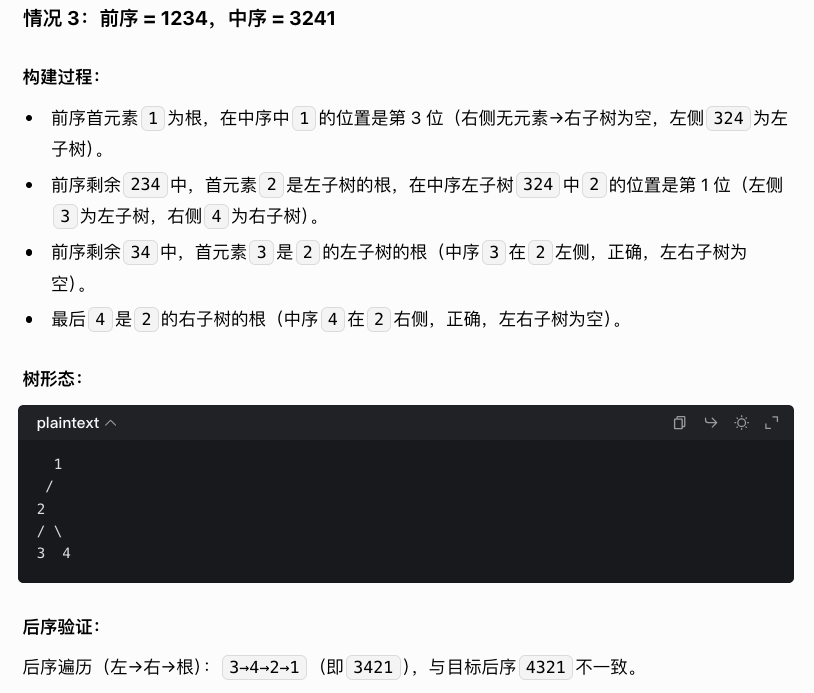 情况 3：前序 = 1234，中序 = 3241
构建过程：
• 前序首元素 1 为根，在中序中 1 的位置是第 3 位（右侧无元素→右子树为空，左侧 324 为左
子树）。
• 前序剩余 234 中，首元素 2 是左子树的根，在中序左子树 324 中 2 的位置是第 1 位（左侧
3 为左子树，右侧 4 为右子树）。
• 前序剩余 34 中，首元素 3 是 2 的左子树的根（中序 3 在 2 左侧，正确，左右子树为
空）。
• 最后 4 是 2 的右子树的根（中序 4 在 2 右侧，正确，左右子树为空）。
树形态：
plaintext
  1
 /
2
/ \
3  4
后序验证：
后序遍历（左→右→根）：3→4→2→1（即 3421），与目标后序 4321 不一致。